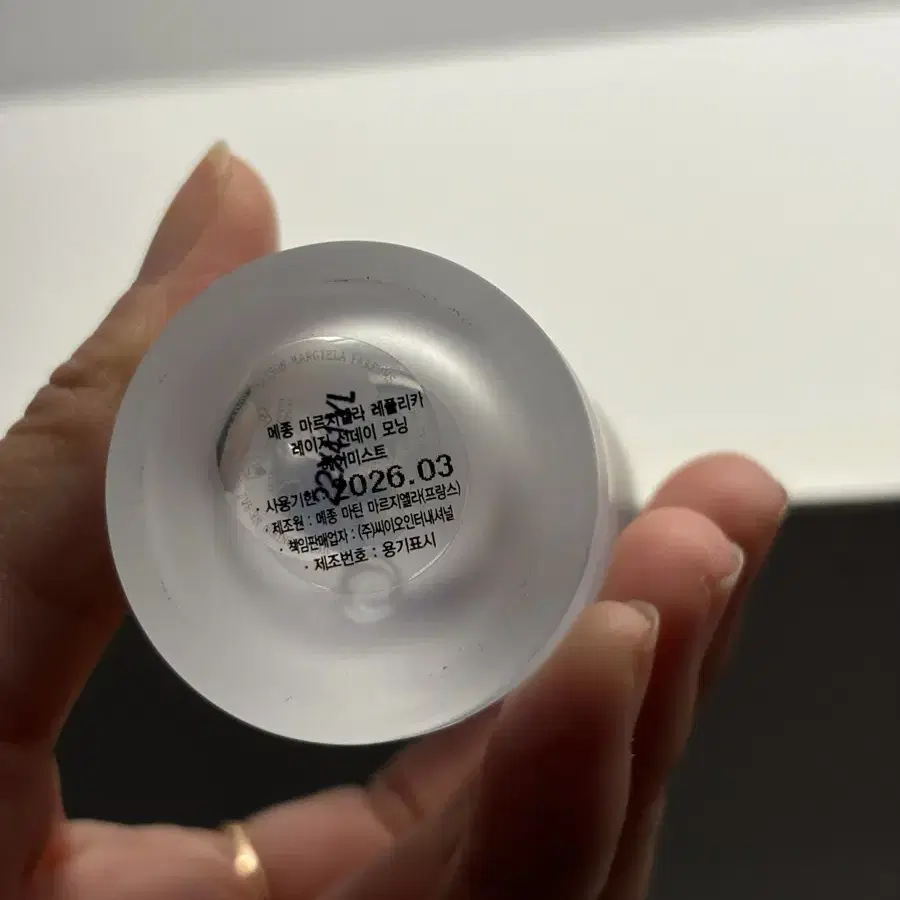 MARGIELA
메종 마르지엘라 레플리카
레이지 선데이 모닝
2026.03
· 사용기한
· 제조원 : 메종 마틴 마르지엘라(프랑스)
· 책임판매업자 : (주)씨이오인터내셔널
· 제조번호 : 용기표시